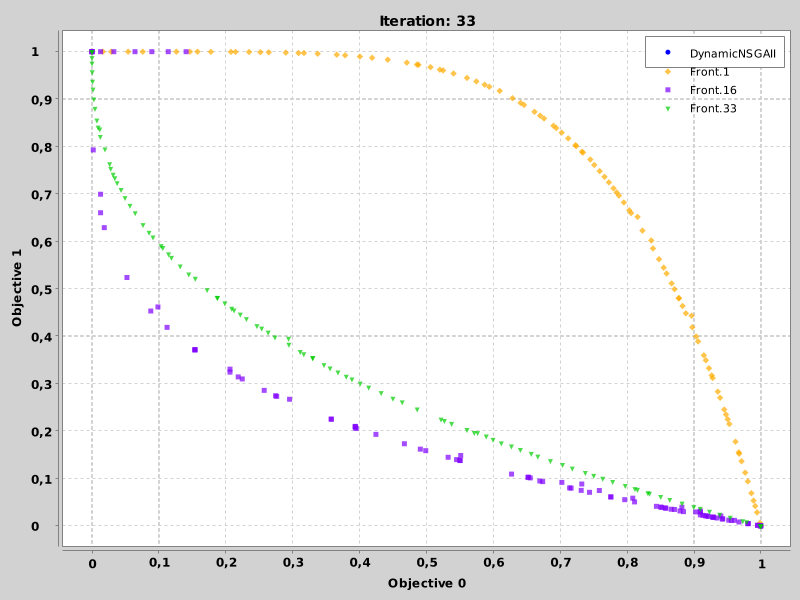 Iteration: 33
DynamicNSGAII
Front.1
Front.16
Front.33
Objective 1
1
0,9
0,8
0,7
0,6
0,5
0,4
0,3
0,2
0,1
0
0 0,1 0,2 0,3 0,4 0,5 0,6 0,7 0,8 0,9 1
Objective 0